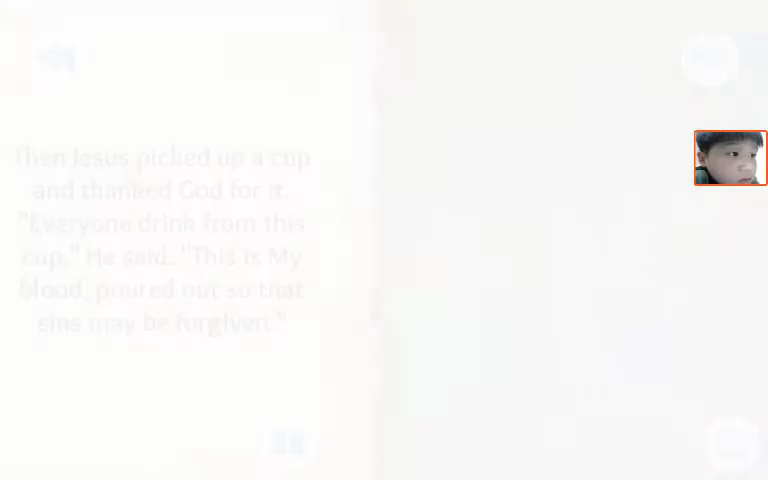 Then Jesus picked up a cup
and thanked God for it.
"Everyone drink from this
cup." He said. "This is My
blood, poured out so that
sins may be forgiven."